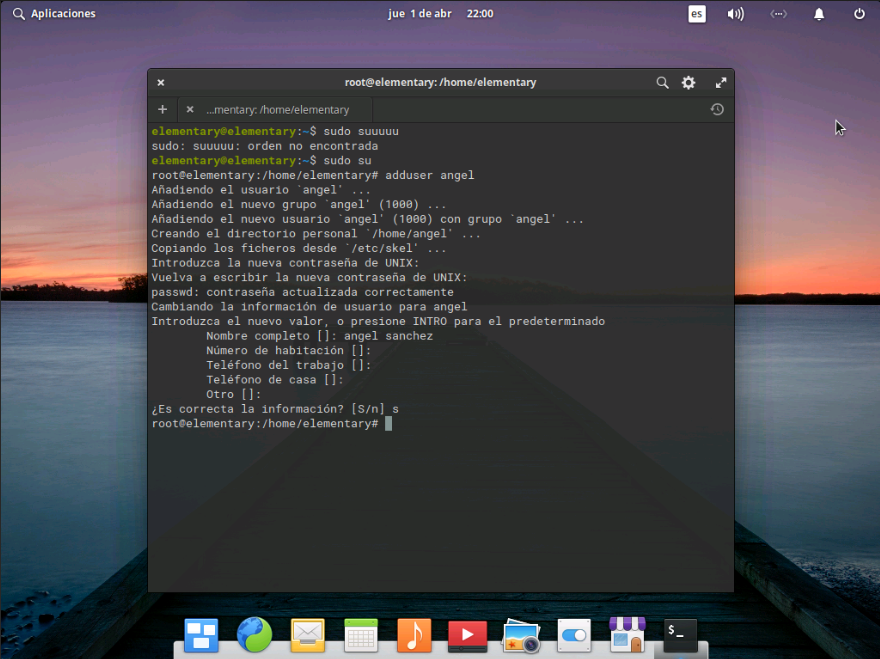 Aplicaciones
jue 1 de abr 22:00
es
root@elementary: /home/elementary
...mentary: /home/elementary
elementary@elementary:~$ sudo suuuuu
sudo: suuuuu: orden no encontrada
elementary@elementary:~$ sudo su
root@elementary:/home/elementary# adduser angel
Añadiendo el usuario `angel' ...
Añadiendo el nuevo grupo `angel' (1000) ...
Añadiendo el nuevo usuario `angel' (1000) con grupo `angel' ...
Creando el directorio personal `/home/angel' ...
Copiando los ficheros desde `/etc/skel' ...
Introduzca la nueva contraseña de UNIX:
Vuelva a escribir la nueva contraseña de UNIX:
passwd: contraseña actualizada correctamente
Cambiando la información de usuario para angel
Introduzca el nuevo valor, o presione INTRO para el predeterminado
Nombre completo []: angel sanchez
Número de habitación []:
Teléfono del trabajo []:
Teléfono de casa []:
Otro []:
¿Es correcta la información? [S/n] s
root@elementary:/home/elementary#
$_